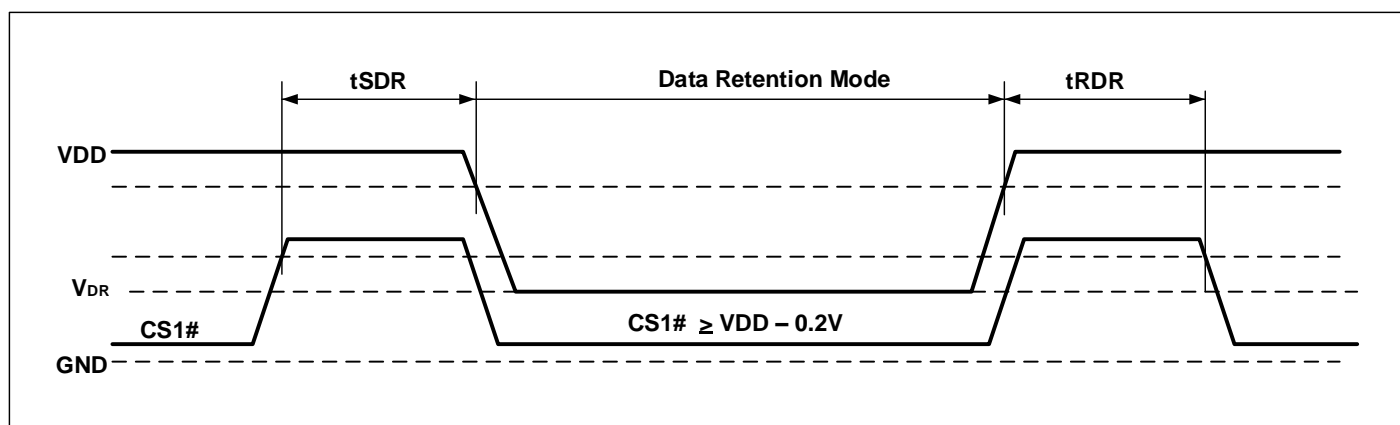 tSDR
Data Retention Mode
tRDR
VDD
VDR
CS1#
CS1# ≥ VDD – 0.2V
GND